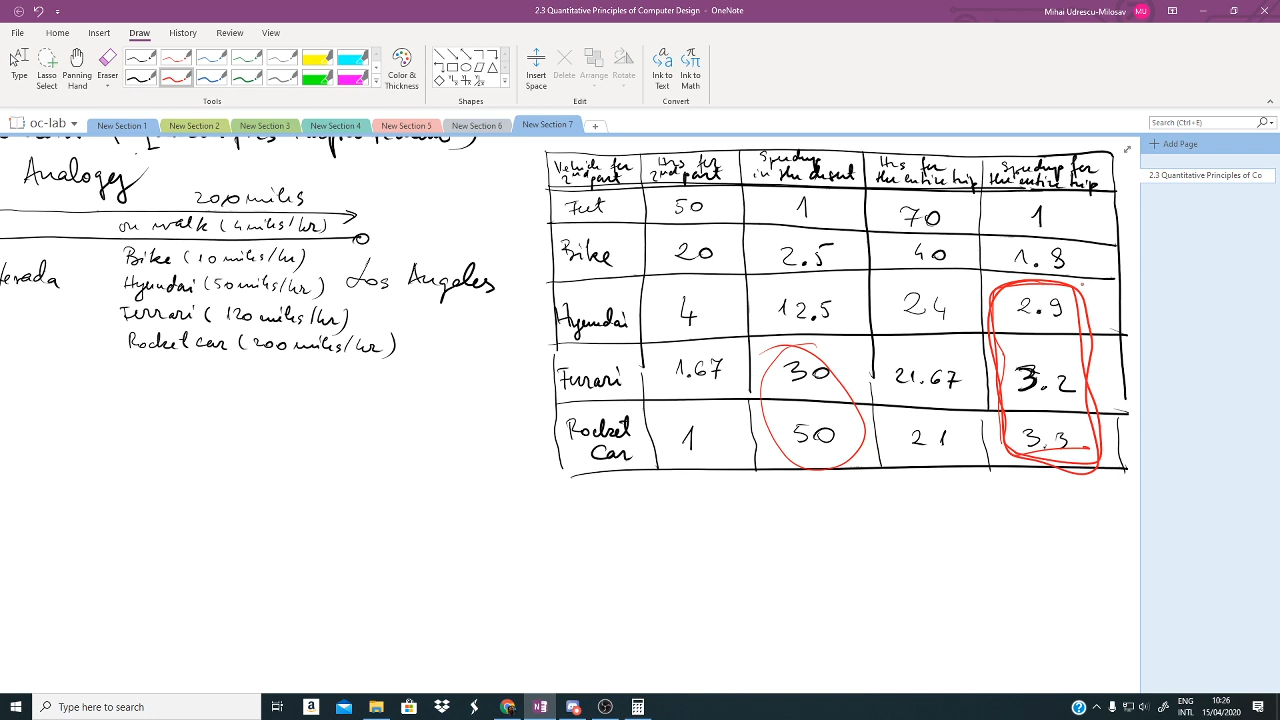 2.3 Quantitative Principles of Computer Design – OneNote
Mihai Udrescu-Milosav MU
File Home Insert Draw History Review View
Type
Lasso Select
Panning Hand
Eraser
Color & Thickness
Insert Space
Delete
Arrange
Rotate
Ink to Text
Ink to Math
Tools
Shapes
Edit
Convert
oc-lab
New Section 1
New Section 2
New Section 3
New Section 4
New Section 5
New Section 6
New Section 7
Search (Ctrl+E)
Add Page
2.3 Quantitative Principles of Co
Analogy
200 miles
on walk (4 miles/hr)
Bike (10 miles/hr)
Hyundai (50 miles/hr)
Ferrari (120 miles/hr)
Rocket car (200 miles/hr)
Los Angeles
Vehicle for 2nd part
Hrs for 2nd part
Speedup in the desert
Hrs for the entire trip
Speedup for the entire trip
Feet 50 1 70 1
Bike 20 2.5 40 1.8
Hyundai 4 12.5 24 2.9
Ferrari 1.67 30 21.67 3.2
Rocket Car 1 50 21 3.3
Type here to search
ENG
INTL
10:26
15/04/2020